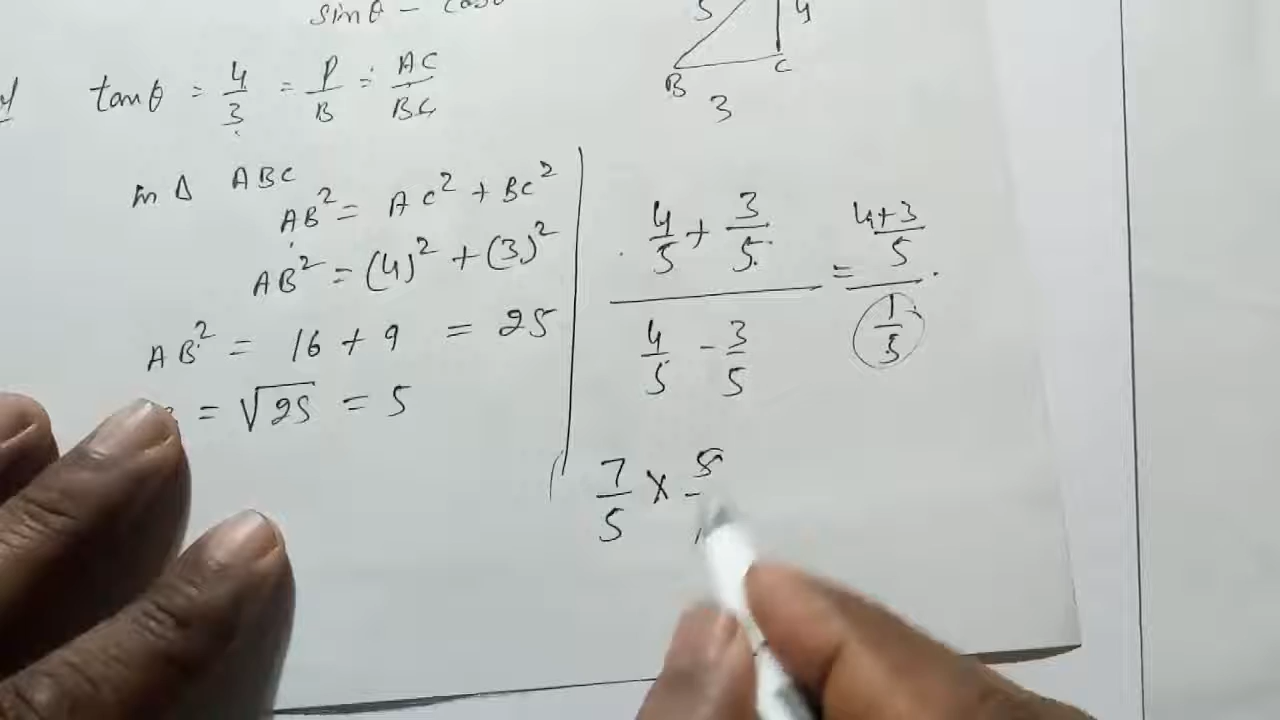 sinθ -
5 4
tanθ = 4/3 = P/B = AC/BC
B C
3
In Δ ABC
AB² = AC² + BC²
AB² = (4)² + (3)²
AB² = 16 + 9 = 25
= √25 = 5
4/5 + 3/5 = 4+3/5
4/5 - 3/5 1/5
7/5 × 5/